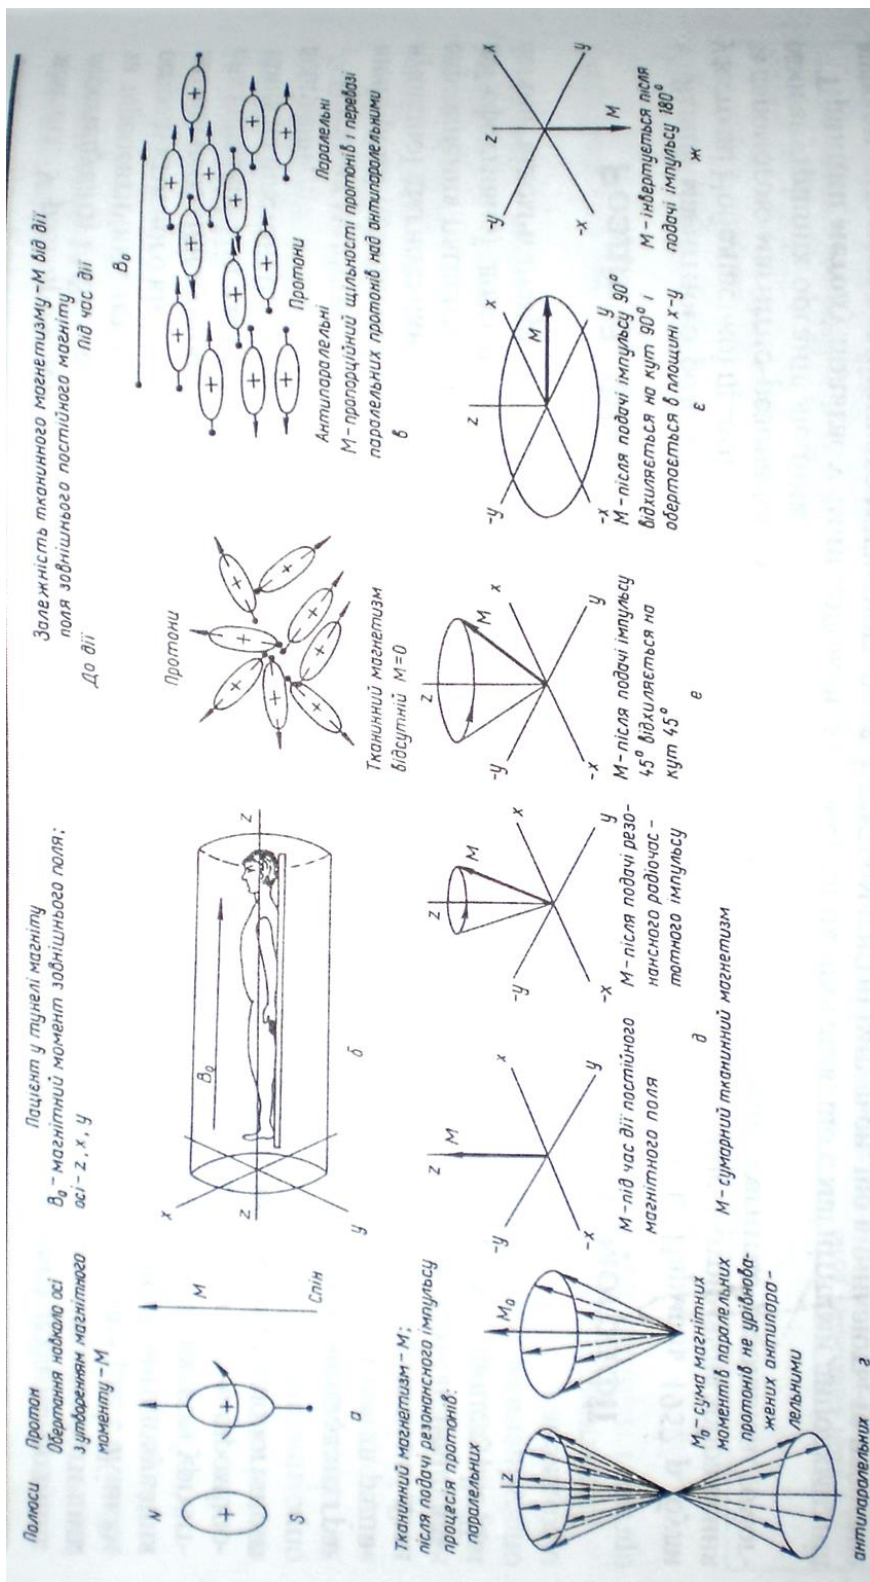 Полюси
N
S
Протон
Обертання навколо осі
з утворенням магнітного
моменту – М
М
Спін
а
Пацієнт у тунелі магніту
B₀ – магнітний момент зовнішнього поля;
осі – z, x, y
x
z
y
B₀
z
б
Залежність тканинного магнетизму – М від дії
поля зовнішнього постійного магніту
До дії
Під час дії
Протони
Тканинний магнетизм
відсутній М=0
B₀
Антипаралельні
Протони
Паралельні
М – пропорційний щільності протонів і перевазі
паралельних протонів над антипаралельними
в
Тканинний магнетизм – М;
після подачі резонансного імпульсу
процесія протонів:
паралельних
z
M₀
M₀ – сума магнітних
моментів паралельних
протонів не урівнова-
жених антипара-
лельними
антипаралельних
г
z
М
x
y
-x
М – під час дії постійного
магнітного поля
z
М
-y
x
-x
y
М – після подачі резо-
нансного радіочас-
тотного імпульсу
д
М – сумарний тканинний магнетизм
z
М
-y
x
-x
y
М – після подачі імпульсу
45° відхиляється на
кут 45°
е
z
М
-y
x
-x
y
М – після подачі імпульсу 90°
відхиляється на кут 90° і
обертається в площині x-y
є
z
-y
x
-x
y
М
М – інвертується після
подачі імпульсу 180°
ж